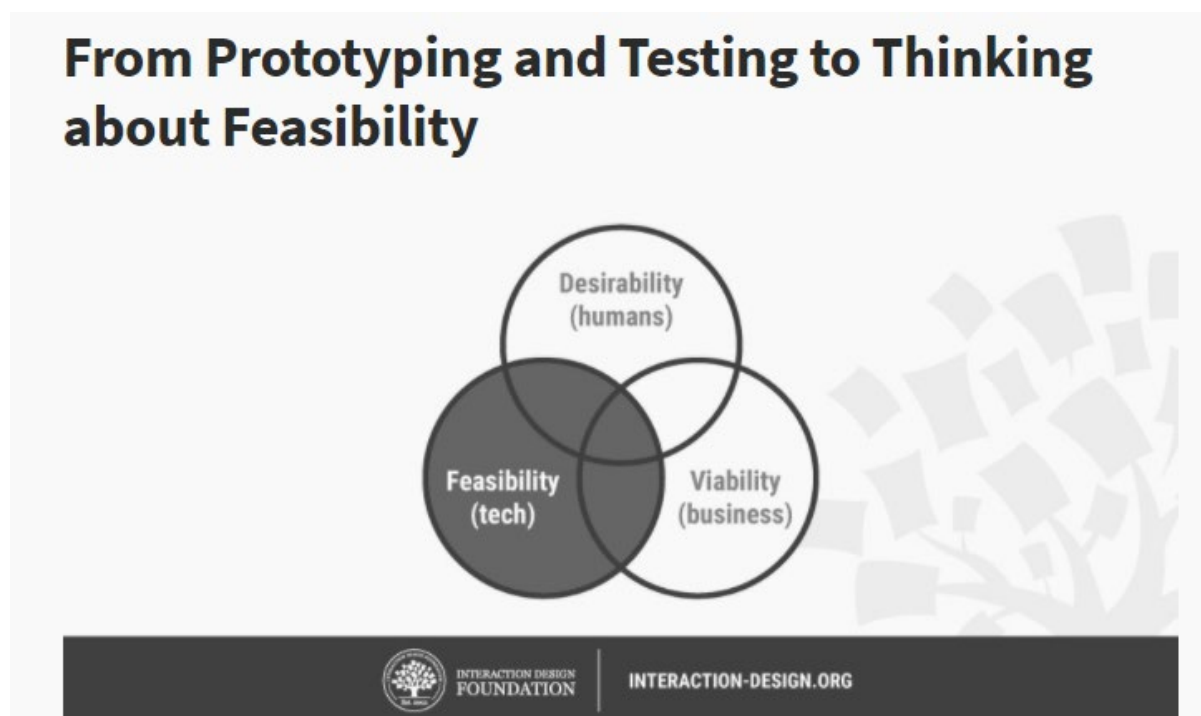 From Prototyping and Testing to Thinking
about Feasibility
Desirability
(humans)
Feasibility
(tech)
Viability
(business)
INTERACTION DESIGN
FOUNDATION
INTERACTION-DESIGN.ORG